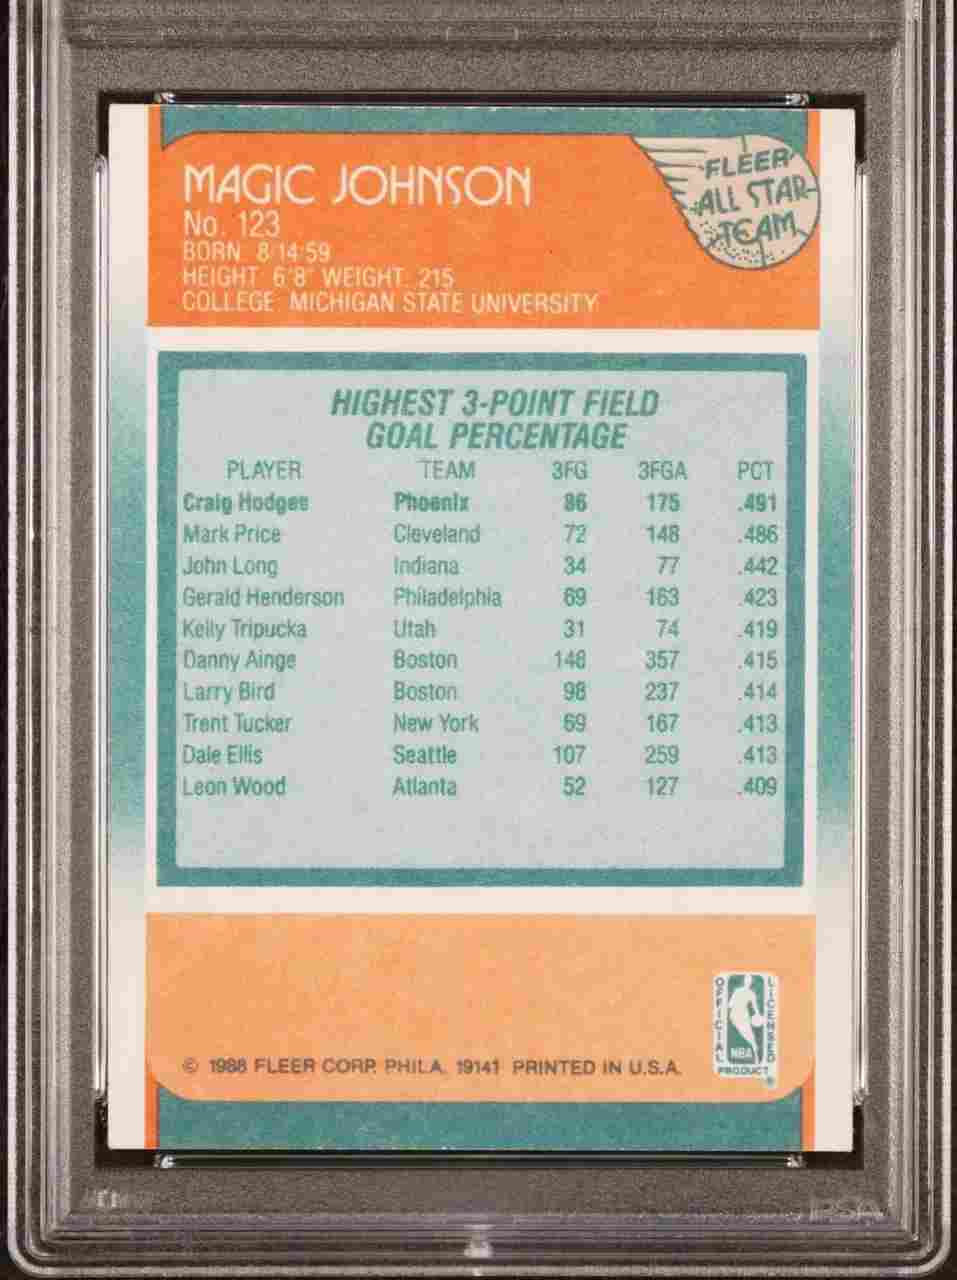 MAGIC JOHNSON
No. 123
BORN 8/14/59
HEIGHT 6'8" WEIGHT: 215
COLLEGE: MICHIGAN STATE UNIVERSITY
FLEER
ALL STAR
TEAM
HIGHEST 3-POINT FIELD
GOAL PERCENTAGE
PLAYER TEAM 3FG 3FGA PCT
Craig Hodges Phoenix 86 175 .491
Mark Price Cleveland 72 148 .486
John Long Indiana 34 77 .442
Gerald Henderson Philadelphia 69 163 .423
Kelly Tripucka Utah 31 74 .419
Danny Ainge Boston 148 357 .415
Larry Bird Boston 98 237 .414
Trent Tucker New York 69 167 .413
Dale Ellis Seattle 107 259 .413
Leon Wood Atlanta 52 127 .409
OFFICIAL LICENSED
NBA
PRODUCT
®
© 1988 FLEER CORP. PHILA. 19141 PRINTED IN U.S.A.
PSA